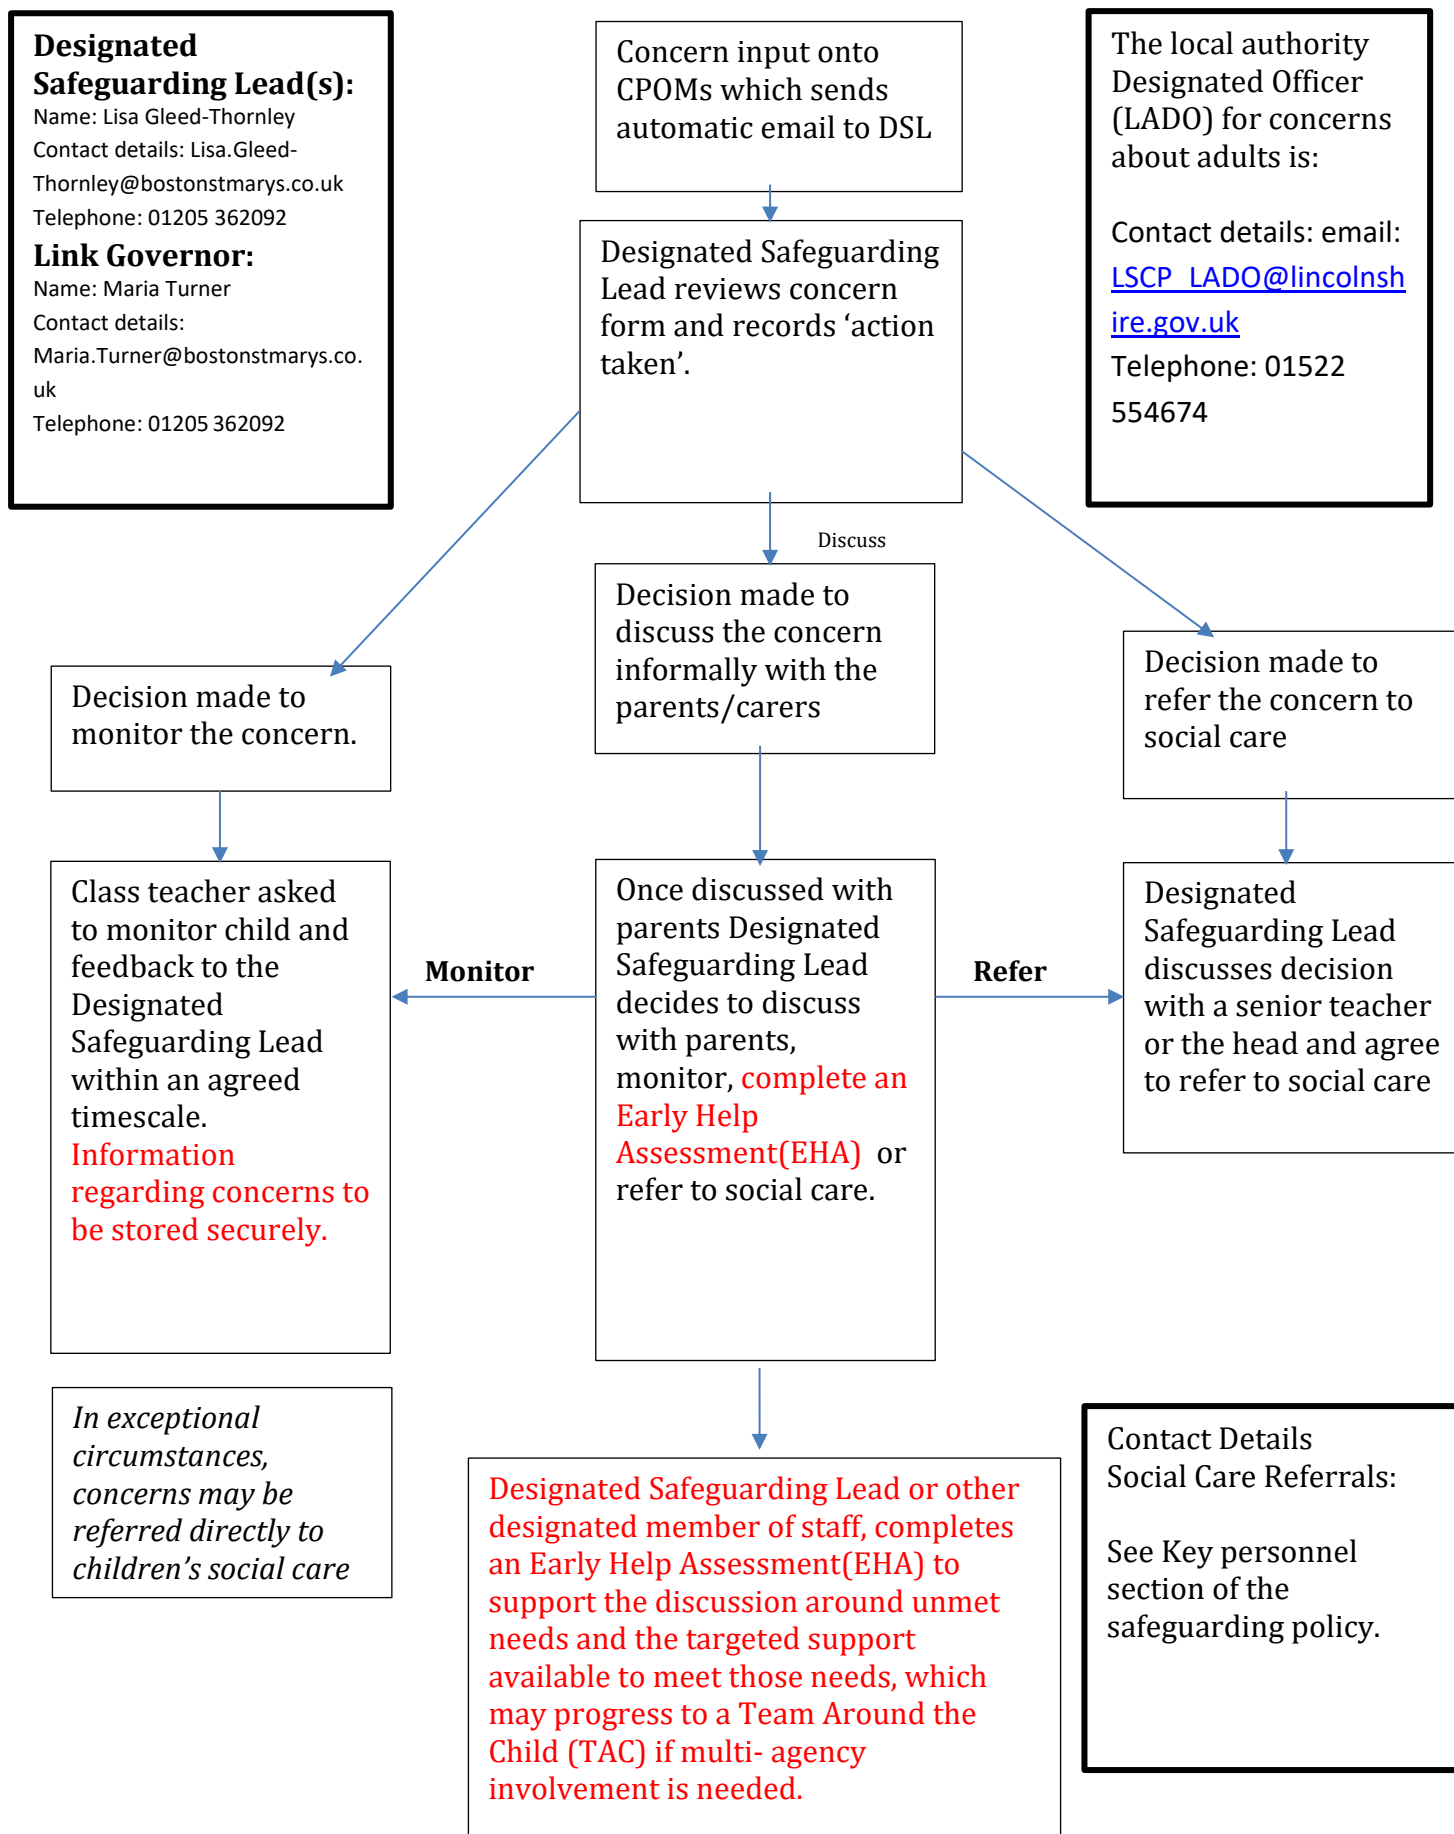 Designated
Safeguarding Lead(s):
Name: Lisa Gleed-Thornley
Contact details: Lisa.Gleed-
Thornley@bostonstmarys.co.uk
Telephone: 01205 362092
Link Governor:
Name: Maria Turner
Contact details:
Maria.Turner@bostonstmarys.co.
uk
Telephone: 01205 362092
Concern input onto
CPOMs which sends
automatic email to DSL
The local authority
Designated Officer
(LADO) for concerns
about adults is:
Contact details: email:
LSCP_LADO@lincolnsh
ire.gov.uk
Telephone: 01522
554674
Designated Safeguarding
Lead reviews concern
form and records ‘action
taken’.
Discuss
Decision made to
monitor the concern.
Decision made to
discuss the concern
informally with the
parents/carers
Decision made to
refer the concern to
social care
Class teacher asked
to monitor child and
feedback to the
Designated
Safeguarding Lead
within an agreed
timescale.
Information
regarding concerns to
be stored securely.
Monitor
Once discussed with
parents Designated
Safeguarding Lead
decides to discuss
with parents,
monitor, complete an
Early Help
Assessment(EHA) or
refer to social care.
Refer
Designated
Safeguarding Lead
discusses decision
with a senior teacher
or the head and agree
to refer to social care
In exceptional
circumstances,
concerns may be
referred directly to
children’s social care
Designated Safeguarding Lead or other
designated member of staff, completes
an Early Help Assessment(EHA) to
support the discussion around unmet
needs and the targeted support
available to meet those needs, which
may progress to a Team Around the
Child (TAC) if multi- agency
involvement is needed.
Contact Details
Social Care Referrals:
See Key personnel
section of the
safeguarding policy.